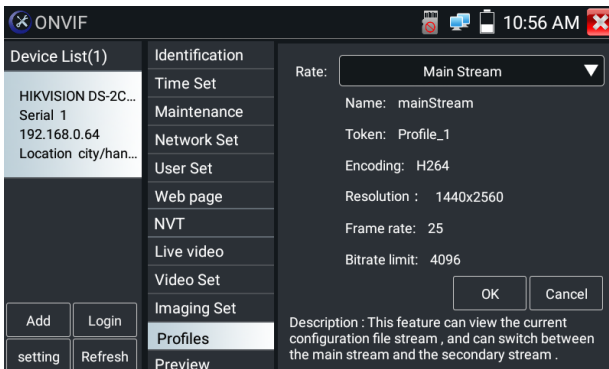 ONVIF
10:56 AM
Device List(1)
HIKVISION DS-2C...
Serial 1
192.168.0.64
Location city/han...
Add
Login
setting
Refresh
Identification
Time Set
Maintenance
Network Set
User Set
Web page
NVT
Live video
Video Set
Imaging Set
Profiles
Preview
Rate: Main Stream
Name: mainStream
Token: Profile_1
Encoding: H264
Resolution : 1440x2560
Frame rate: 25
Bitrate limit: 4096
OK
Cancel
Description : This feature can view the current
configuration file stream , and can switch between
the main stream and the secondary stream .